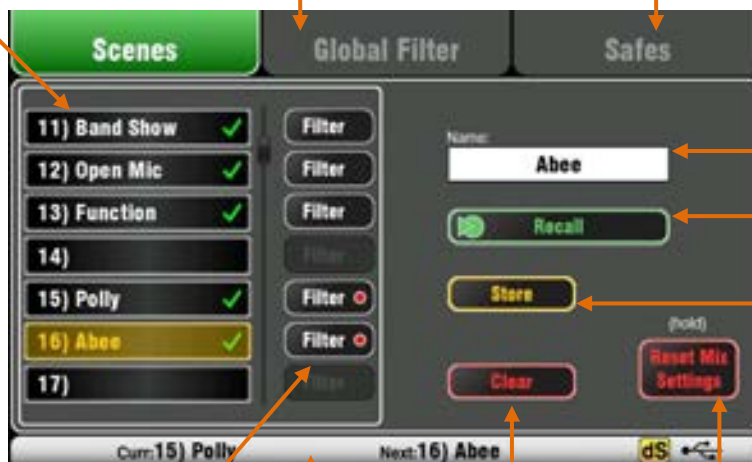 Scenes
Global Filter
Safes
11) Band Show
Filter
12) Open Mic
Filter
13) Function
Filter
14)
Filter
15) Polly
Filter
16) Abee
Filter
17)
Filter
Name:
Abee
Recall
Store
Clear
(hold)
Reset Mix
Settings
Curr:15) Polly
Next:16) Abee
dS